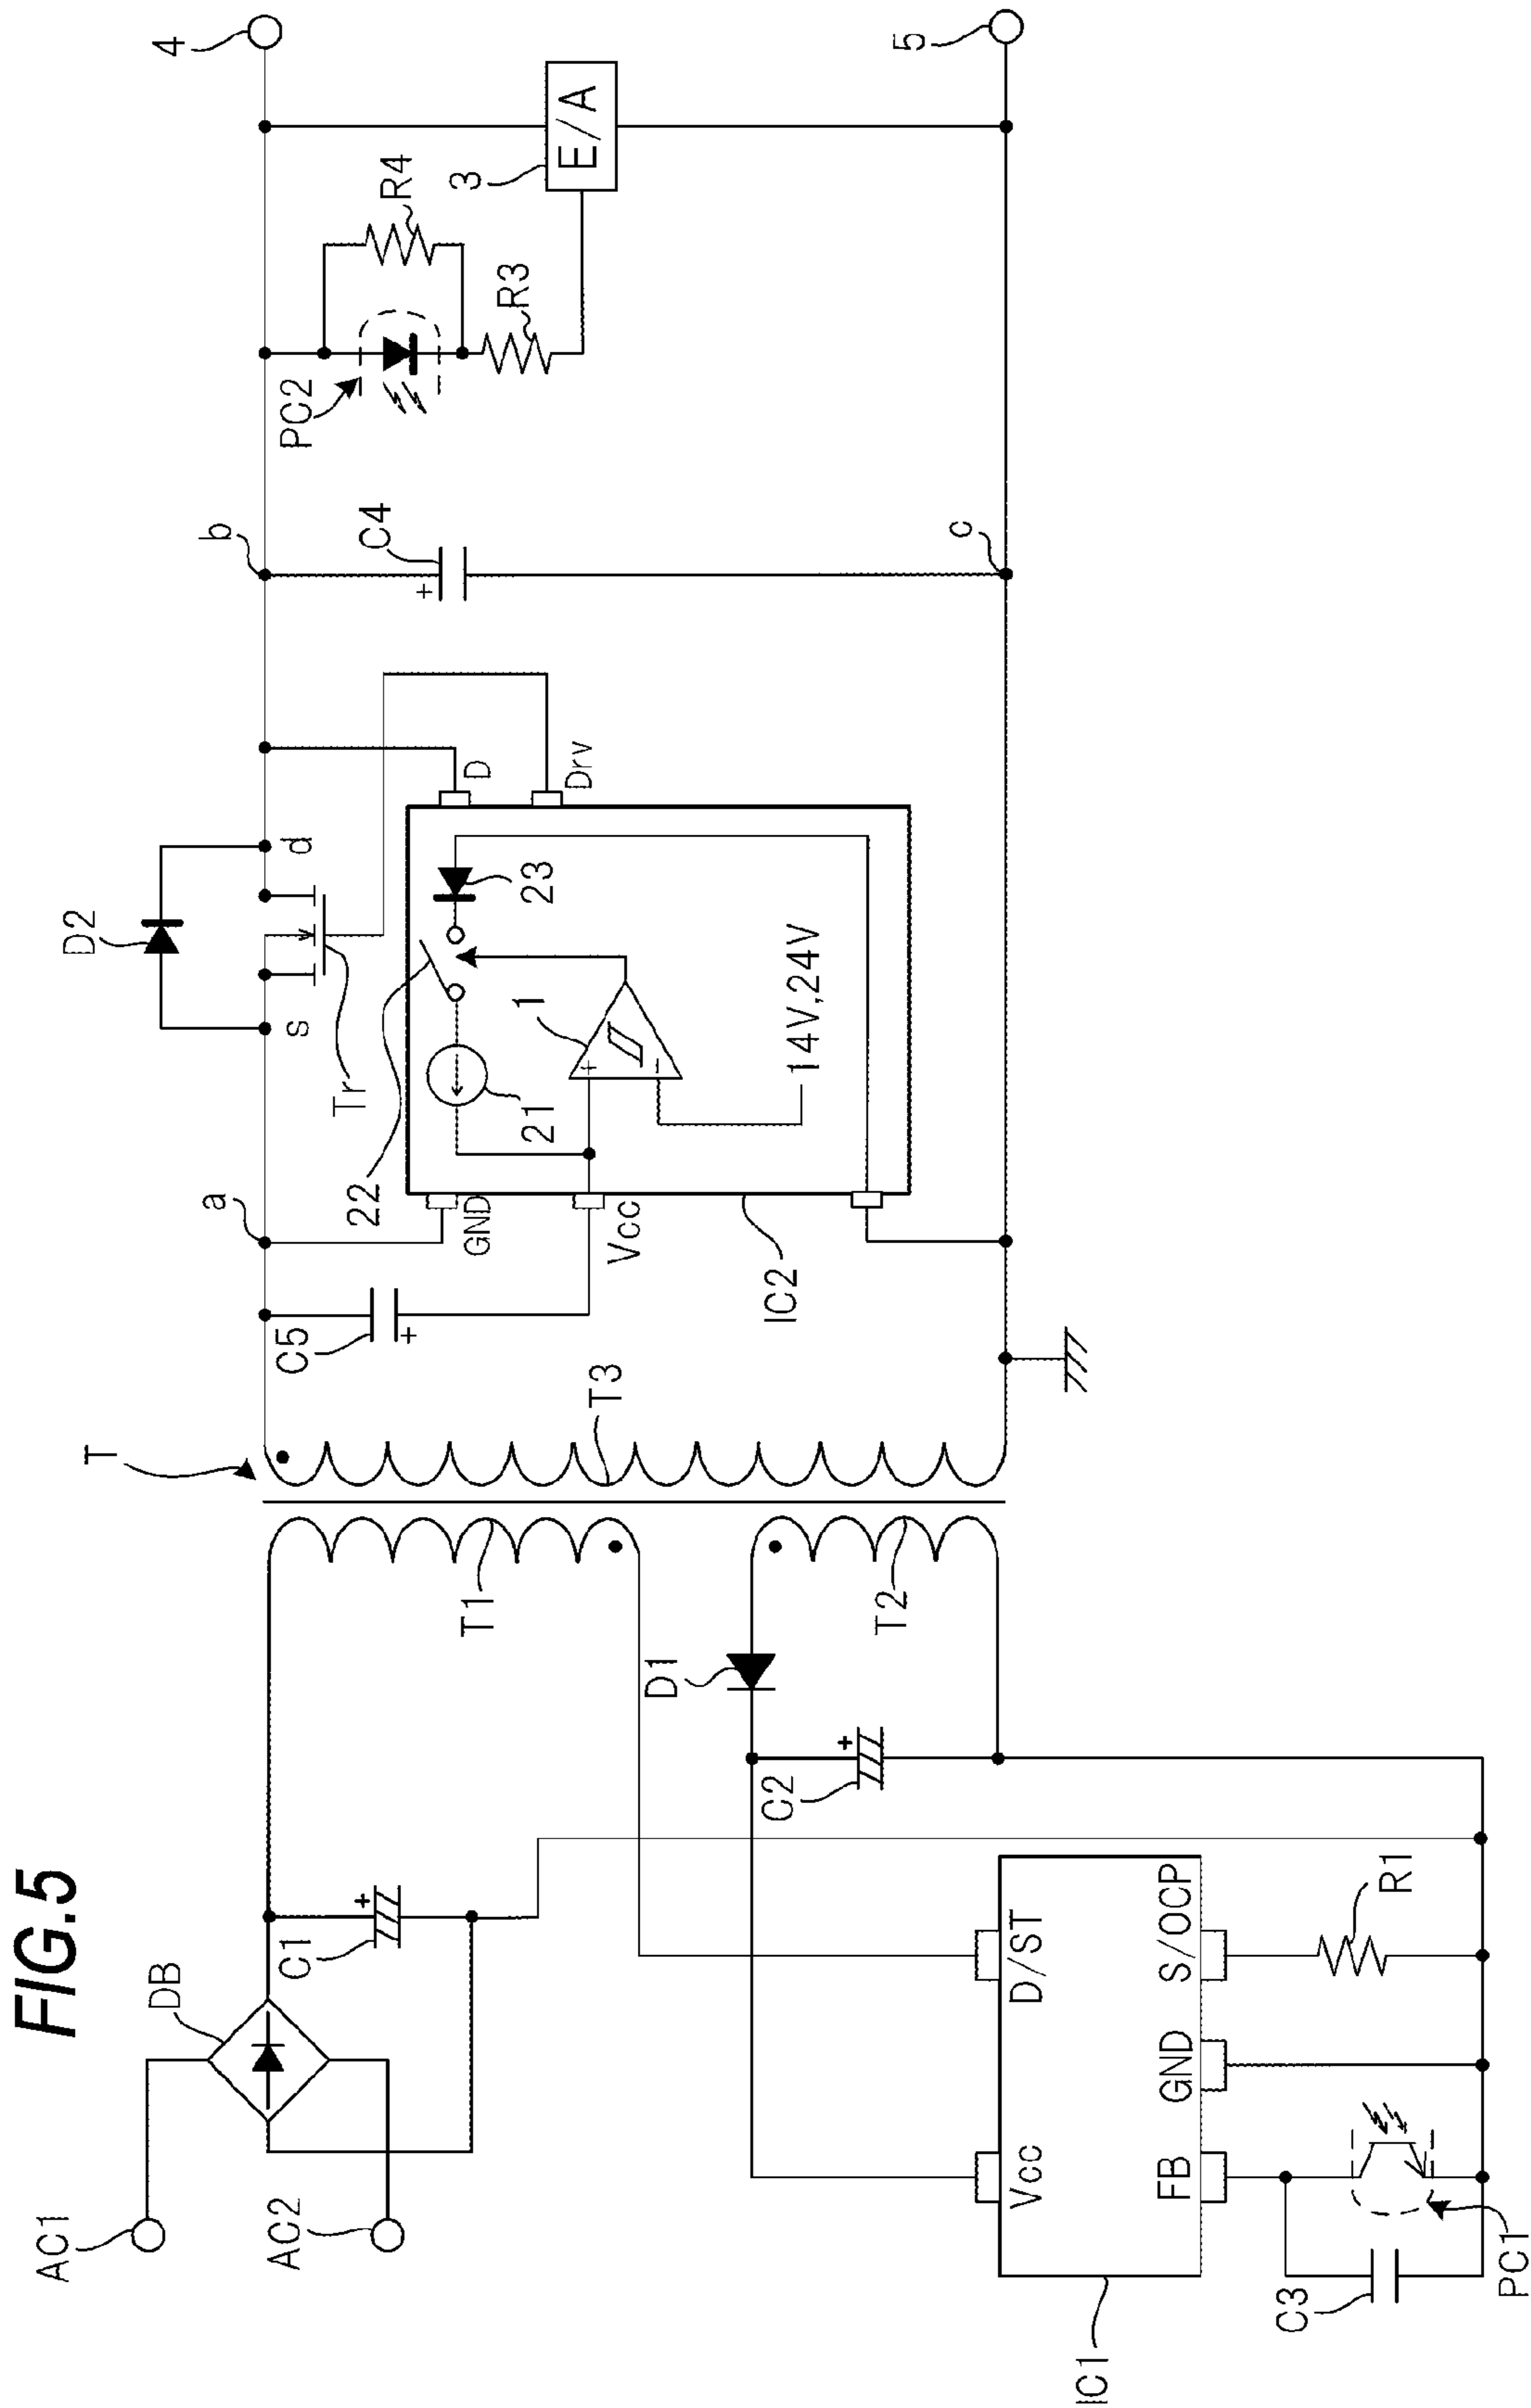 FIG.5
AC1
AC2
DB
C1
+
T
T1
T2
T3
D1
C2
+
IC1
Vcc
D/ST
FB
GND
S/OCP
R1
C3
PC1
C5
+
a
GND
Vcc
IC2
D2
s
d
Tr
22
21
1
+
−
23
14V,24V
D
Drv
b
C4
+
c
PC2
R4
R3
3
E/A
4
5